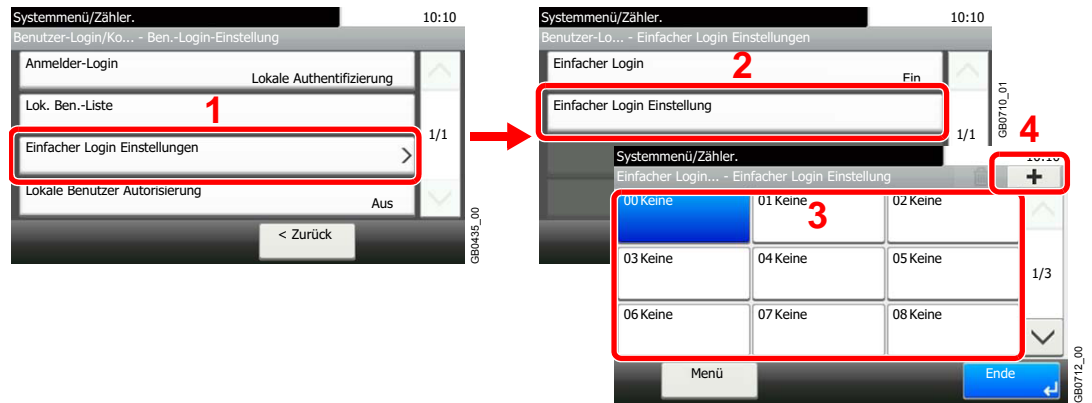 Systemmenü/Zähler.
10:10
Benutzer-Login/Ko... - Ben.-Login-Einstellung
Anmelder-Login
Lokale Authentifizierung
Lok. Ben.-Liste
1
1/1
Einfacher Login Einstellungen
Lokale Benutzer Autorisierung
Aus
< Zurück
GB0435_00
Systemmenü/Zähler.
10:10
Benutzer-Lo... - Einfacher Login Einstellungen
Einfacher Login
2
Ein
Einfacher Login Einstellung
1/1
GB0710_01
4
Systemmenü/Zähler.
10:10
Einfacher Login... - Einfacher Login Einstellung
+
00 Keine
01 Keine
02 Keine
3
03 Keine
04 Keine
05 Keine
1/3
06 Keine
07 Keine
08 Keine
Menü
Ende
GB0712_00